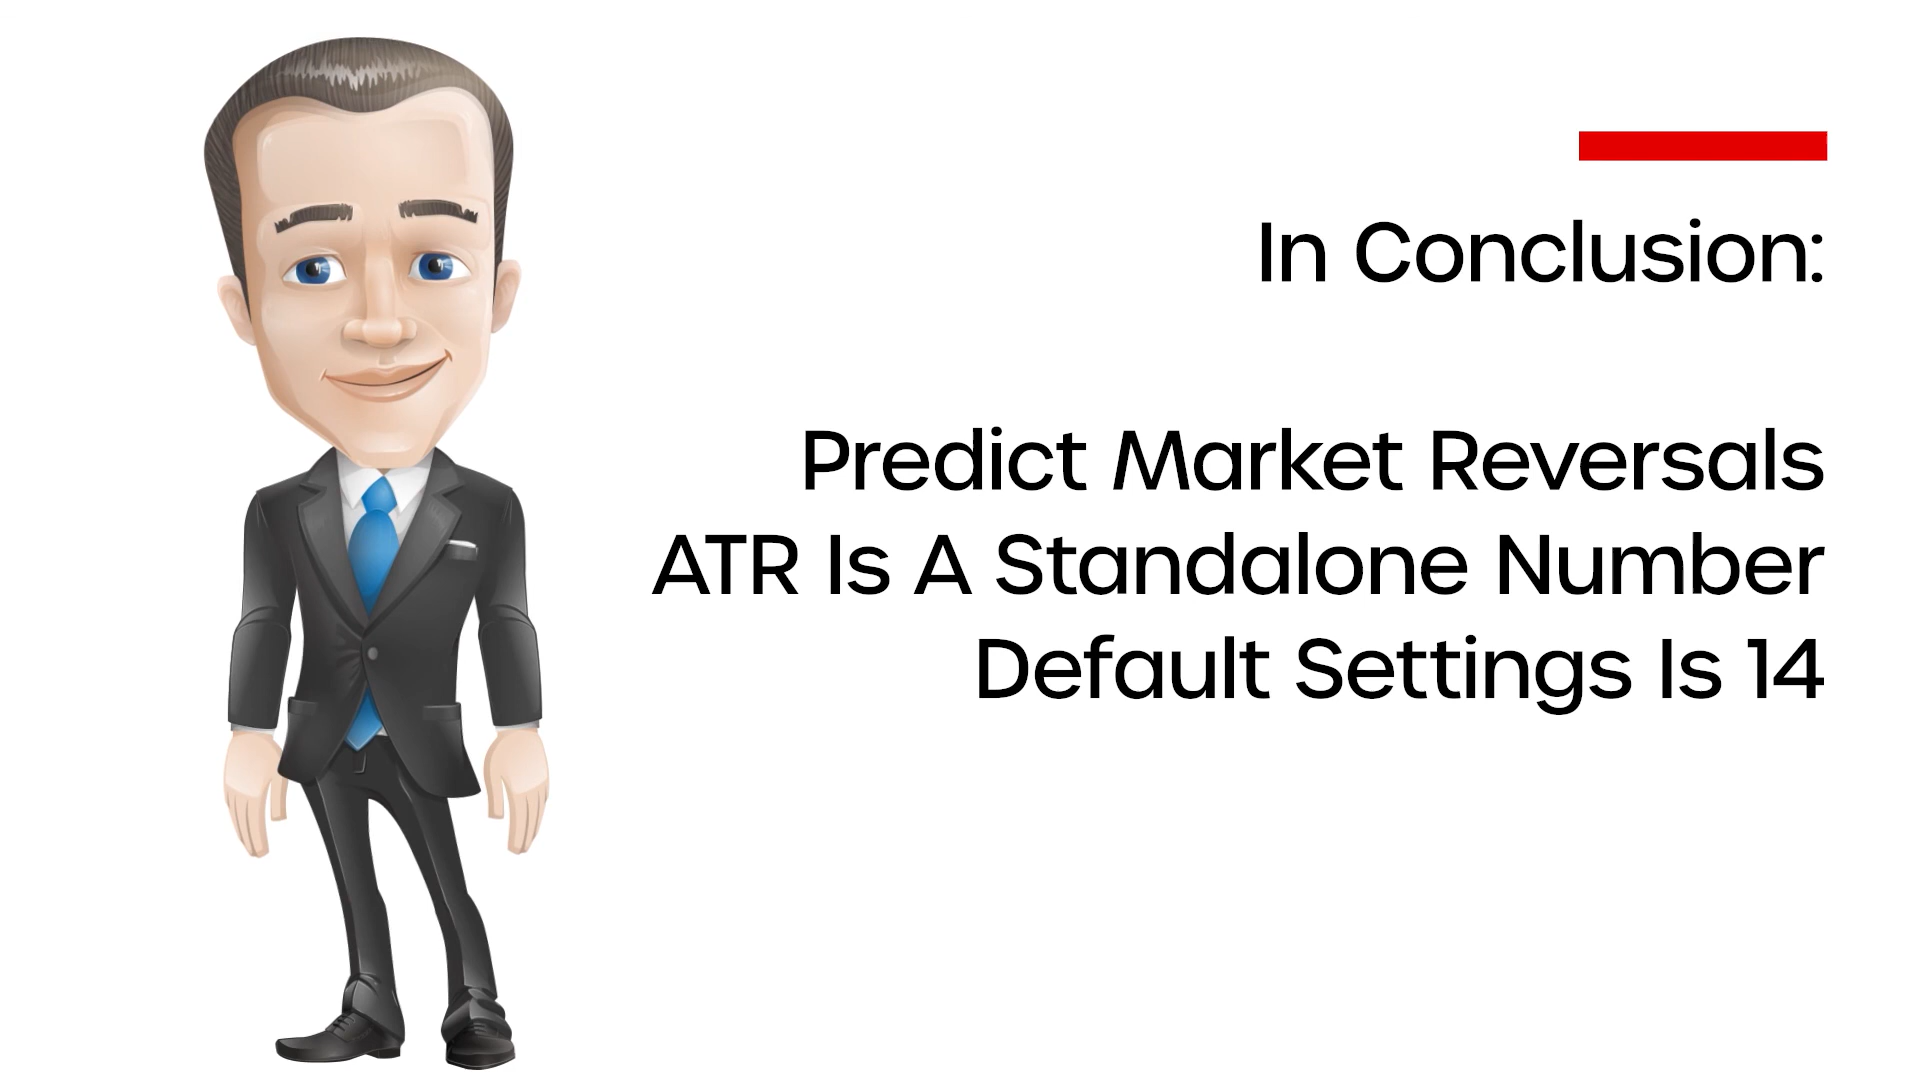 In Conclusion:
Predict Market Reversals
ATR Is A Standalone Number
Default Settings Is 14